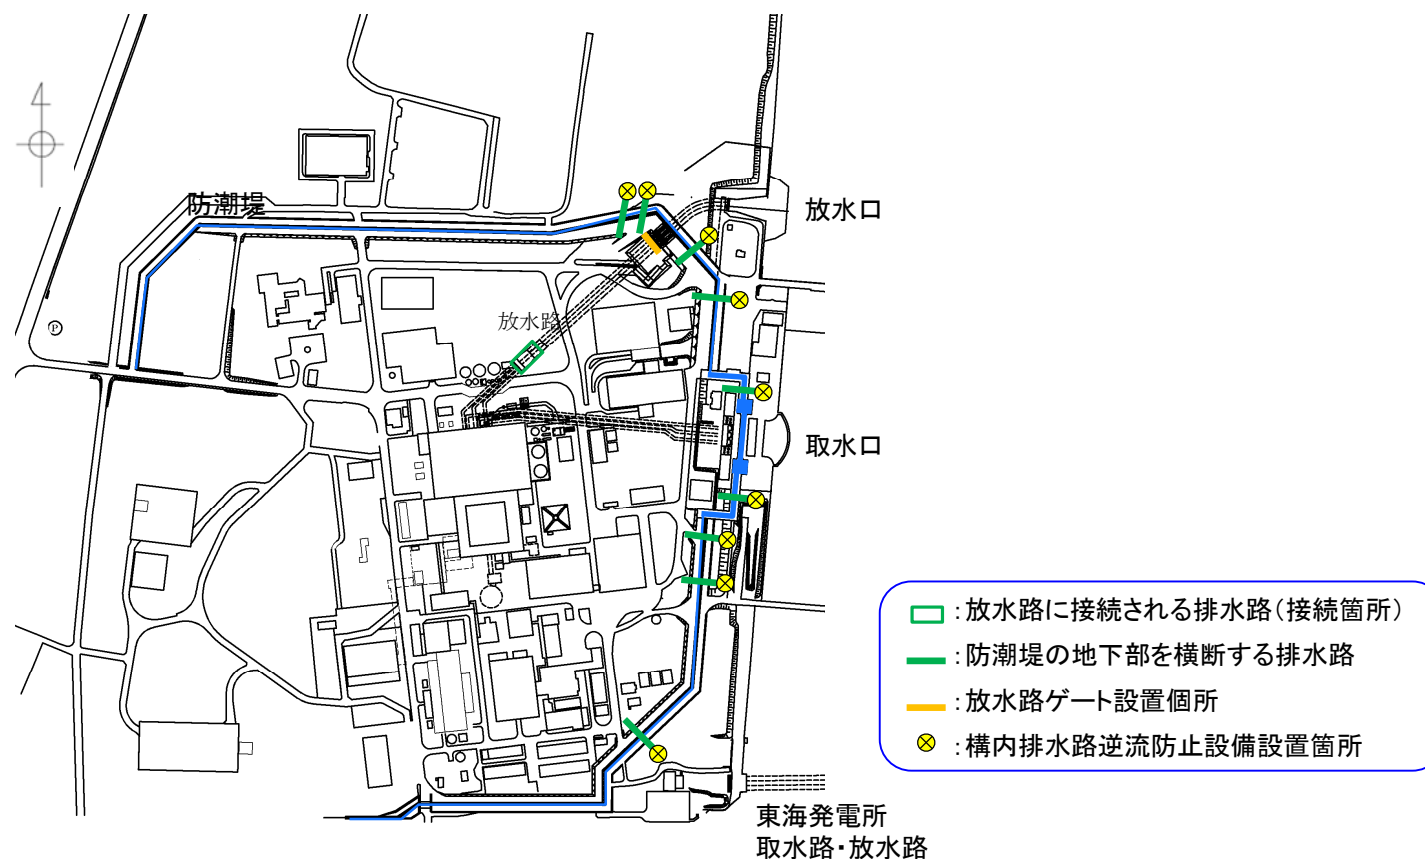 防潮堤
放水口
放水路
P
取水口
：放水路に接続される排水路（接続箇所）
：防潮堤の地下部を横断する排水路
：放水路ゲート設置個所
：構内排水路逆流防止設備設置箇所
東海発電所
取水路・放水路